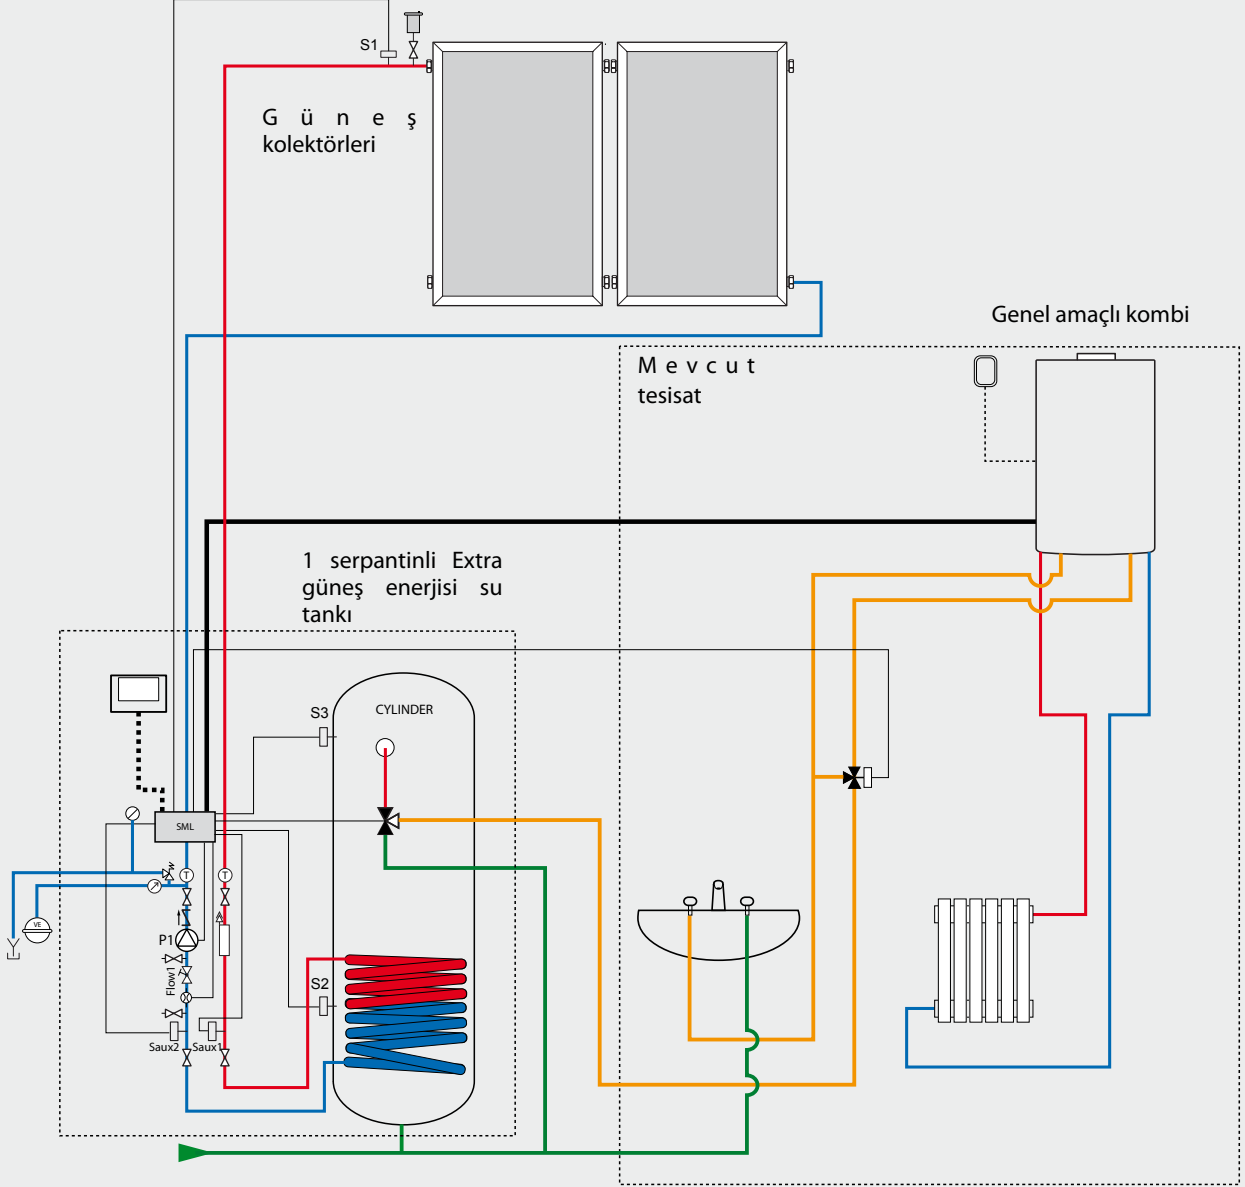 S1
G ü n e ş
kolektörleri
Genel amaçlı kombi
M e v c u t
tesisat
1 serpantinli Extra
güneş enerjisi su
tankı
CYLINDER
S3
SML
T
T
VE
P1
Flow1
S2
Saux2
Saux1